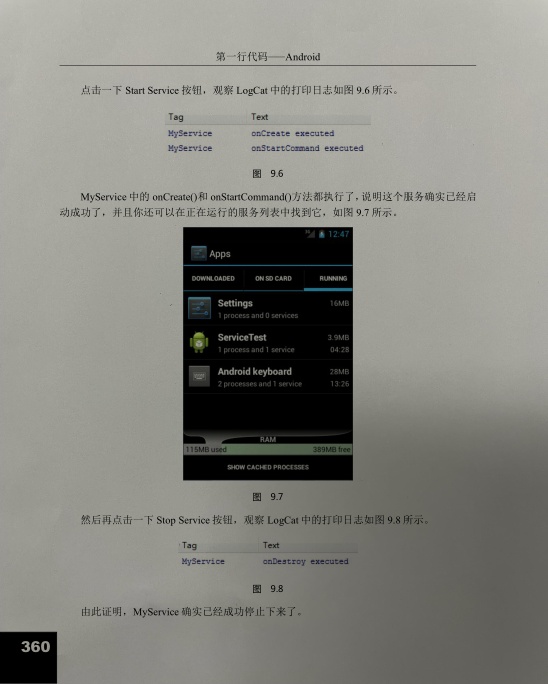 第一行代码——Android
点击一下 Start Service 按钮，观察 LogCat 中的打印日志如图 9.6 所示。
Tag Text
MyService onCreate executed
MyService onStartCommand executed
图 9.6
MyService 中的 onCreate()和 onStartCommand()方法都执行了，说明这个服务确实已经启
动成功了，并且你还可以在正在运行的服务列表中找到它，如图 9.7 所示。
12:47
Apps
DOWNLOADED ON SD CARD RUNNING
Settings 16MB
1 process and 0 services
ServiceTest 3.9MB
1 process and 1 service 04:28
Android keyboard 28MB
2 processes and 1 service 13:26
RAM
115MB used 389MB free
SHOW CACHED PROCESSES
图 9.7
然后再点击一下 Stop Service 按钮，观察 LogCat 中的打印日志如图 9.8 所示。
Tag Text
MyService onDestroy executed
图 9.8
由此证明，MyService 确实已经成功停止下来了。
360